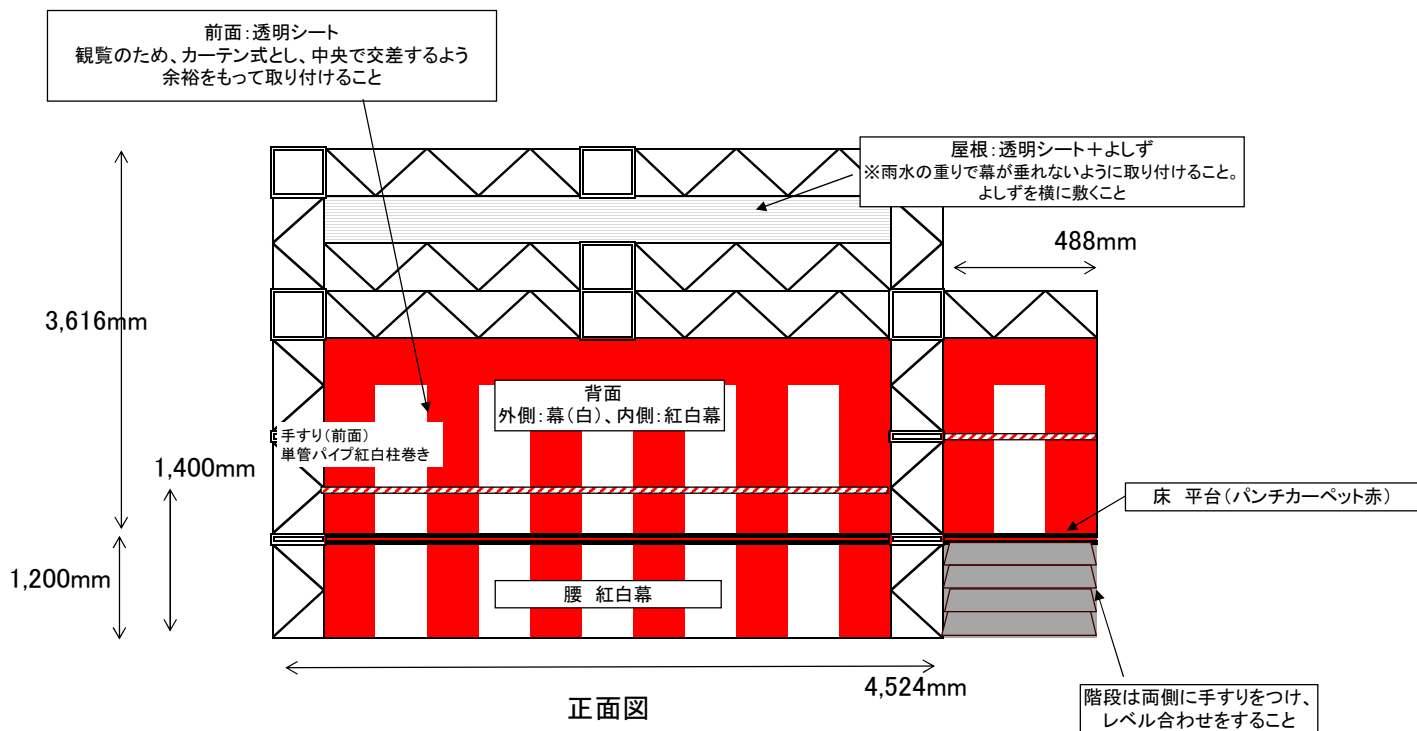 前面：透明シート
観覧のため、カーテン式とし、中央で交差するよう
余裕をもって取り付けること
屋根：透明シート＋よしず
※雨水の重りで幕が垂れないように取り付けること。
よしずを横に敷くこと
488mm
3,616mm
背面
外側：幕（白）、内側：紅白幕
手すり（前面）
単管パイプ紅白柱巻き
1,400mm
床　平台（パンチカーペット赤）
1,200mm
腰　紅白幕
4,524mm
正面図
階段は両側に手すりをつけ、
レベル合わせをすること